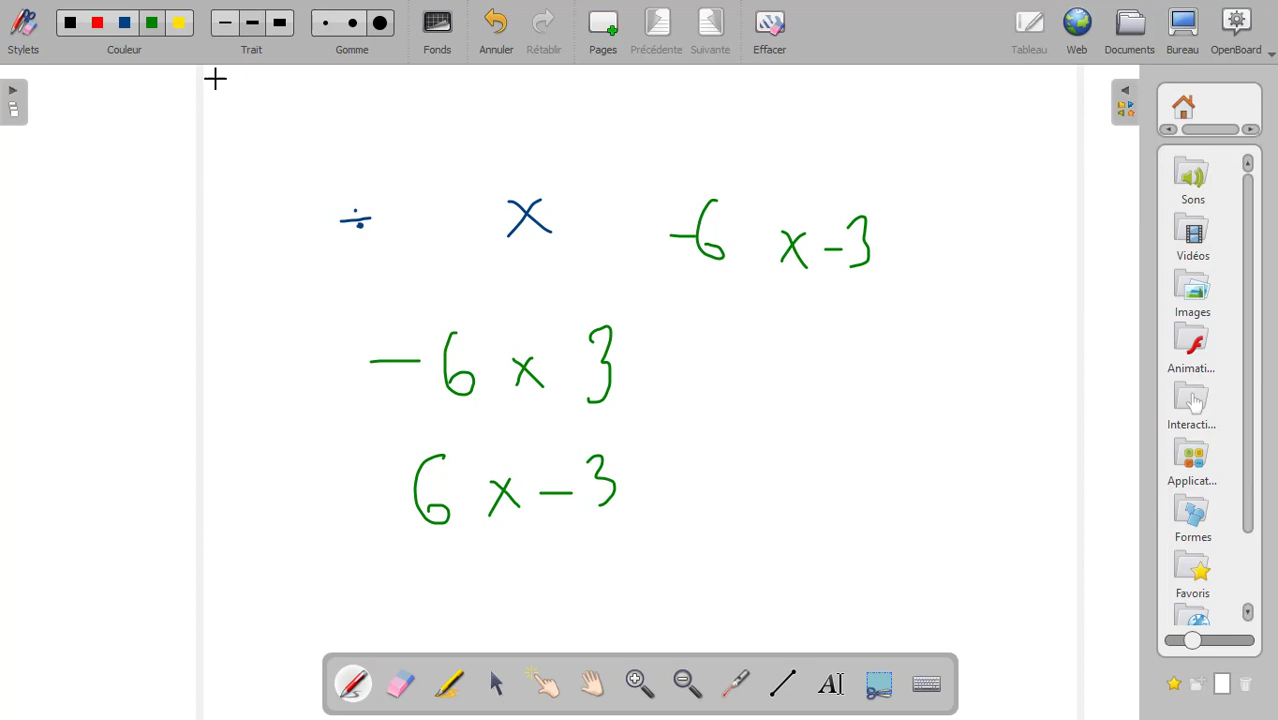 Stylets Couleur Trait Gomme Fonds Annuler Rétablir Pages Précédente Suivante Effacer Tableau Web Documents Bureau OpenBoard
÷ x -6 x -3
- 6 x 3
6 x - 3
Sons
Vidéos
Images
Animati...
Interacti...
Applicat...
Formes
Favoris
AI